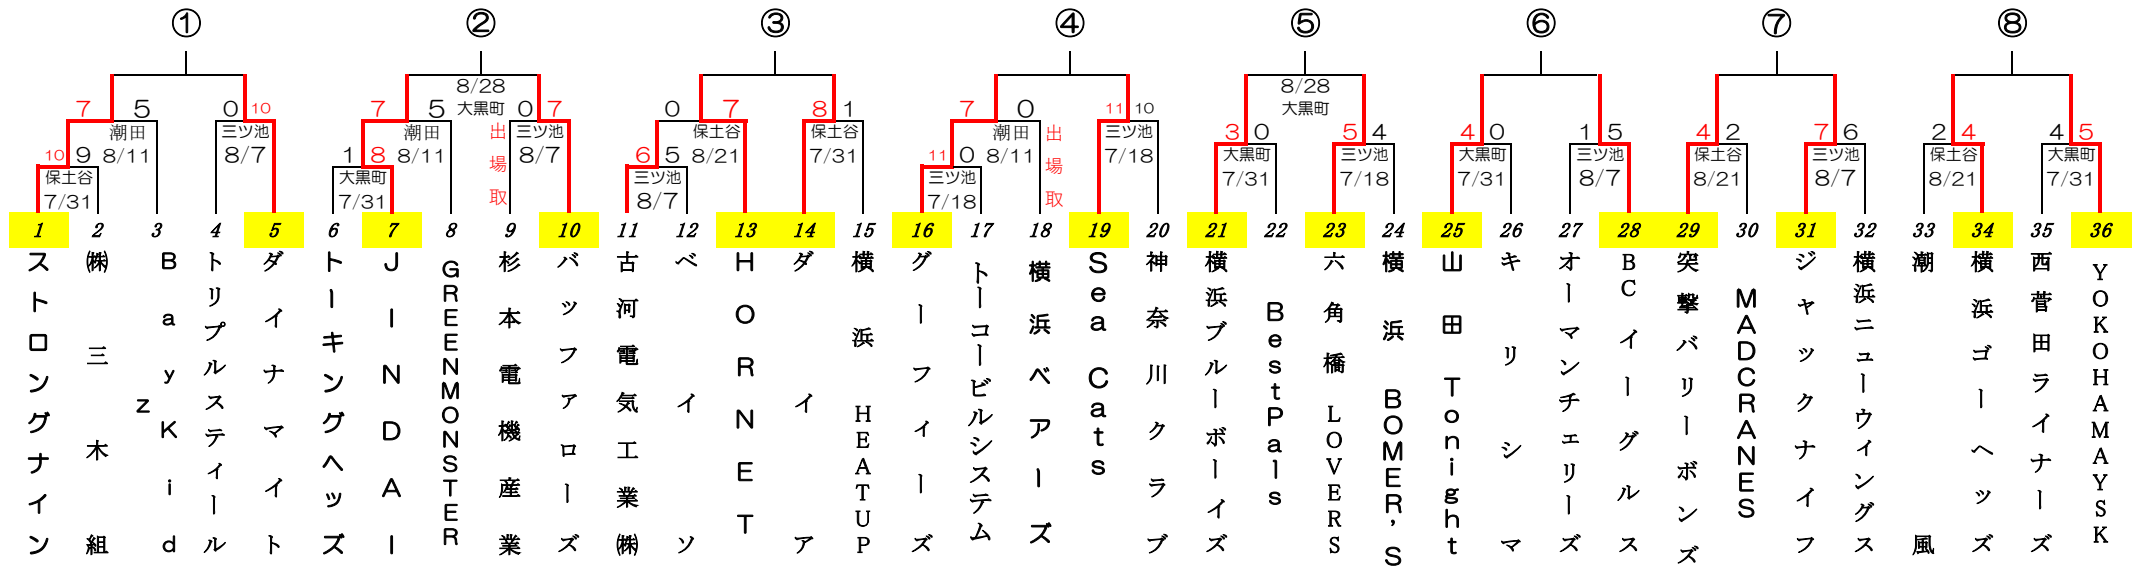 ① ② ③ ④ ⑤ ⑥ ⑦ ⑧
8/28 8/28
7 5 0 10 7 5 大黒町 0 7 0 7 8 1 7 0 11 10 大黒町
潮田 三ツ池 潮田 出場取 三ツ池 保土谷 保土谷 潮田 出場取 三ツ池 3 0 5 4 4 0 1 5 4 2 7 6 2 4 4 5
10 9 8/11 8/7 1 8 8/11 8/7 6 5 8/21 7/31 11 0 8/11 7/18 大黒町 三ツ池 大黒町 三ツ池 保土谷 三ツ池 保土谷 大黒町
保土谷 大黒町 三ツ池 三ツ池 7/31 7/18 7/31 8/7 8/21 8/7 8/21 7/31
7/31 7/31 8/7 7/18
1 2 3 4 5 6 7 8 9 10 11 12 13 14 15 16 17 18 19 20 21 22 23 24 25 26 27 28 29 30 31 32 33 34 35 36
ストロングナイン
㈱三木組
BayKidz
トリプルスティール
ダイナマイト
トーキングヘッズ
JINDAI
GREENMONSTER
杉本電機産業
バッファローズ
古河電気工業㈱
ベイソ
HORNET
ダイア
横浜HEATUP
グーフィーズ
トーコービルシステム
横浜ベアーズ
Sea Cats
神奈川クラブ
横浜ブルーボーイズ
BestPals
六角橋LOVERS
横浜BOMER'S
山田Tonight
キリシマ
オーマンチェリーズ
BCイーグルス
突撃バリーボンズ
MADCRANES
ジャックナイフ
横浜ニューウイングス
潮風
横浜ゴーヘッズ
西菅田ライナーズ
YOKOHAMAYSK